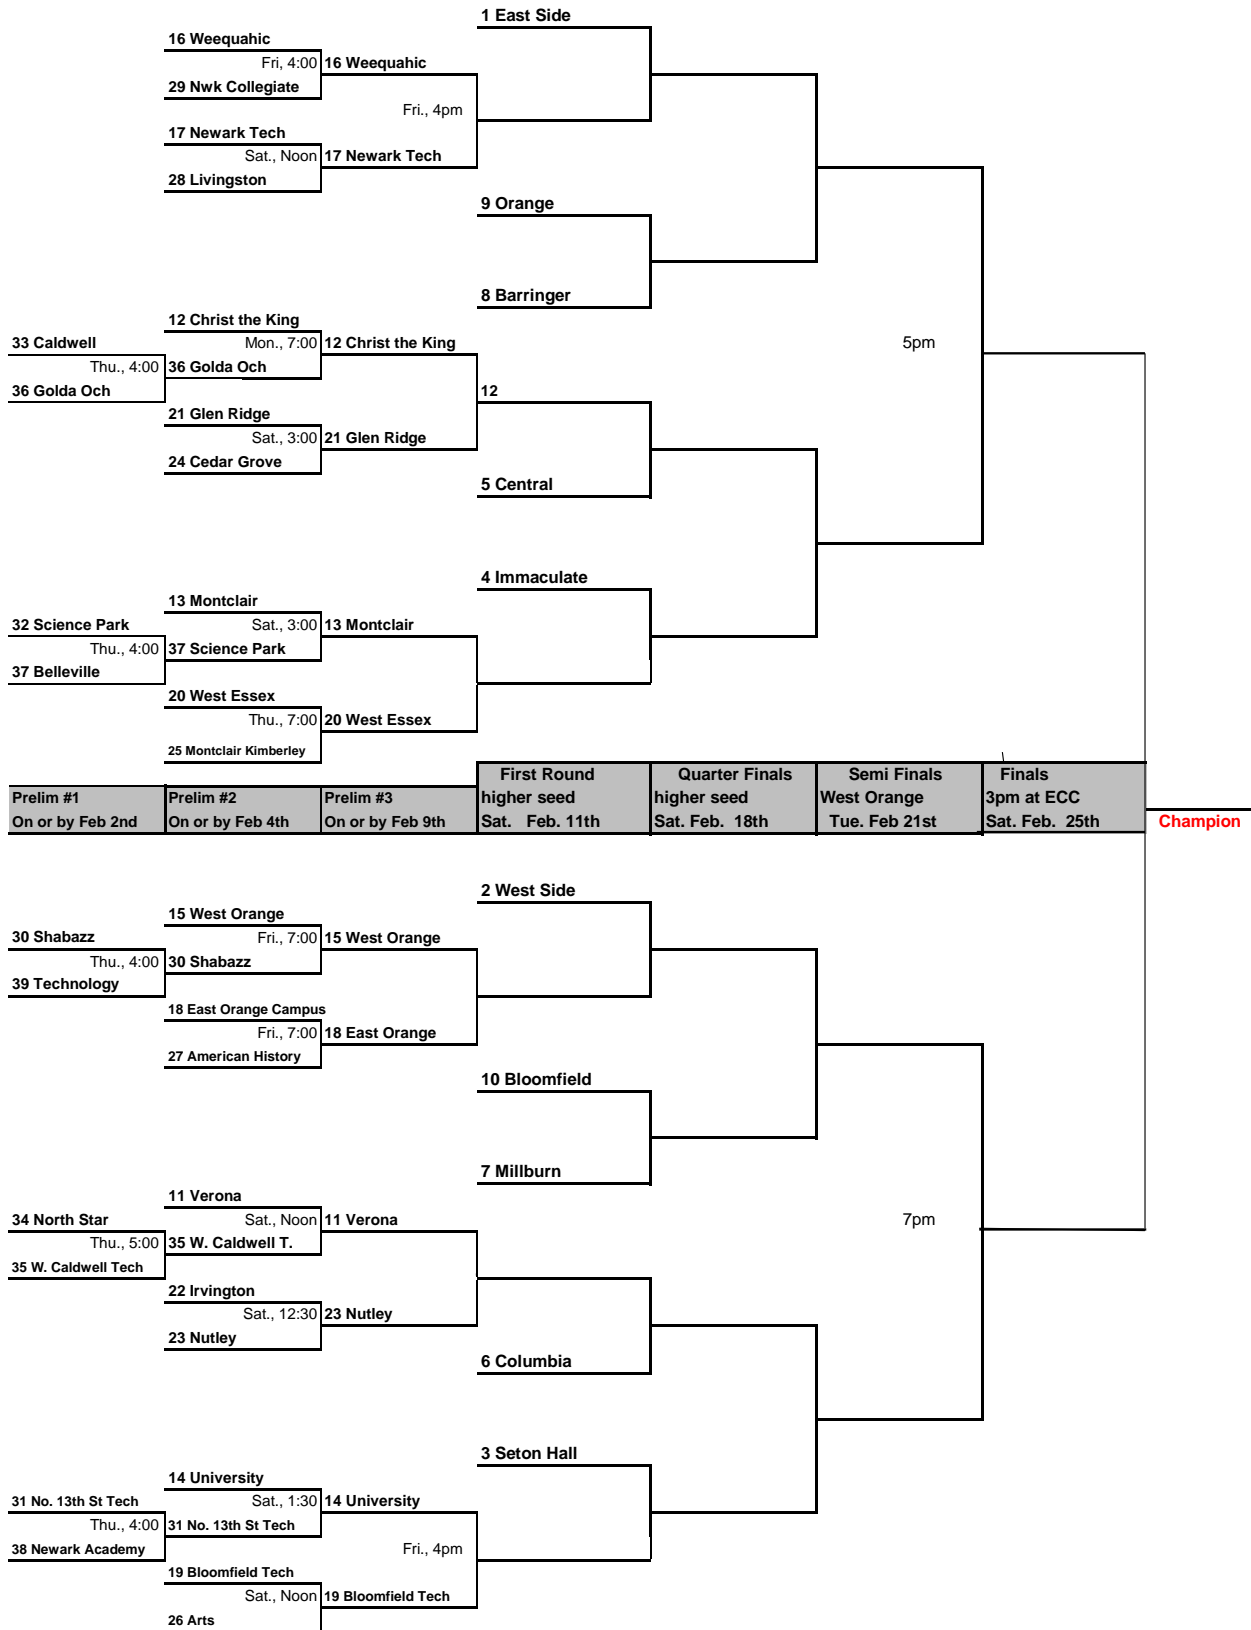 1 East Side
16 Weequahic
Fri, 4:00 16 Weequahic
29 Nwk Collegiate
Fri., 4pm
17 Newark Tech
Sat., Noon 17 Newark Tech
28 Livingston
9 Orange
8 Barringer
12 Christ the King
33 Caldwell Mon., 7:00 12 Christ the King 5pm
Thu., 4:00 36 Golda Och
36 Golda Och 12
21 Glen Ridge
Sat., 3:00 21 Glen Ridge
24 Cedar Grove
5 Central
4 Immaculate
13 Montclair
32 Science Park Sat., 3:00 13 Montclair
Thu., 4:00 37 Science Park
37 Belleville
20 West Essex
Thu., 7:00 20 West Essex
25 Montclair Kimberley
First Round Quarter Finals Semi Finals Finals
Prelim #1 Prelim #2 Prelim #3 higher seed higher seed West Orange 3pm at ECC
On or by Feb 2nd On or by Feb 4th On or by Feb 9th Sat. Feb. 11th Sat. Feb. 18th Tue. Feb 21st Sat. Feb. 25th Champion
2 West Side
15 West Orange
30 Shabazz Fri., 7:00 15 West Orange
Thu., 4:00 30 Shabazz
39 Technology
18 East Orange Campus
Fri., 7:00 18 East Orange
27 American History
10 Bloomfield
7 Millburn
11 Verona
34 North Star Sat., Noon 11 Verona 7pm
Thu., 5:00 35 W. Caldwell T.
35 W. Caldwell Tech
22 Irvington
Sat., 12:30 23 Nutley
23 Nutley
6 Columbia
3 Seton Hall
14 University
31 No. 13th St Tech Sat., 1:30 14 University
Thu., 4:00 31 No. 13th St Tech
38 Newark Academy Fri., 4pm
19 Bloomfield Tech
Sat., Noon 19 Bloomfield Tech
26 Arts